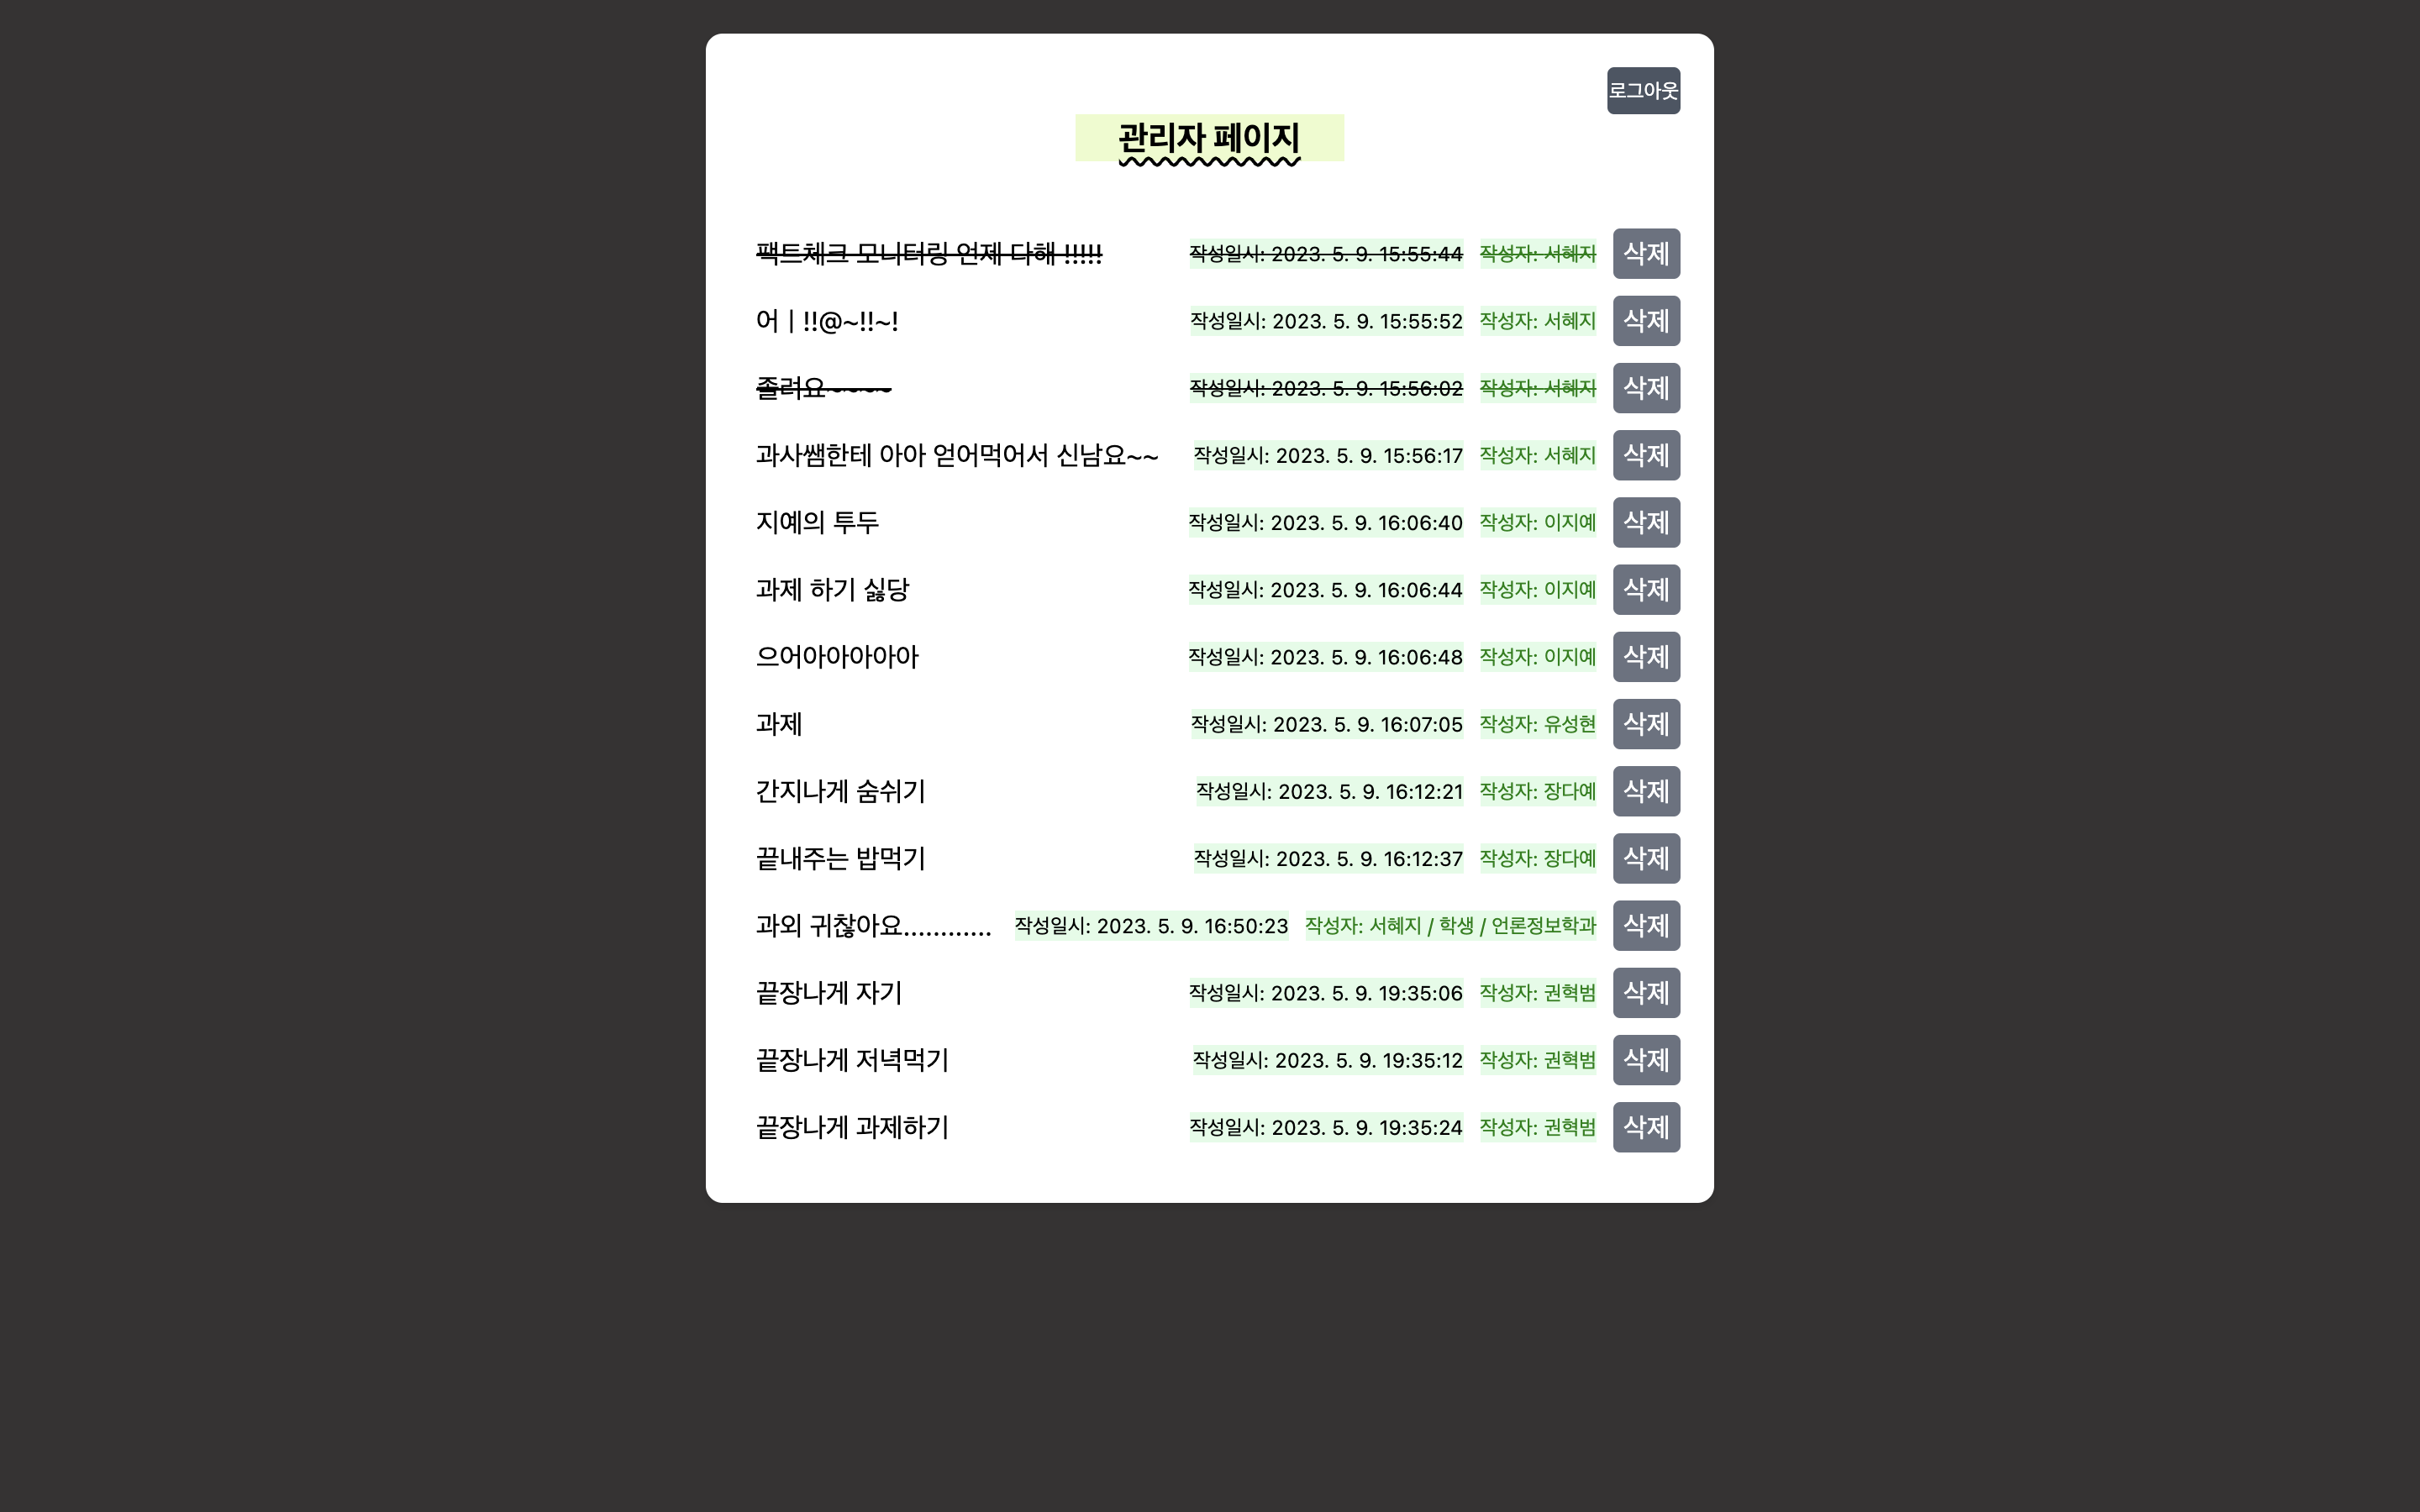 로그아웃
관리자 페이지
팩트체크 모니터링 언제 다해 !!!!! 작성일시: 2023. 5. 9. 15:55:44 작성자: 서혜지 삭제
어ㅣ!!@~!!~! 작성일시: 2023. 5. 9. 15:55:52 작성자: 서혜지 삭제
졸려요~~~~ 작성일시: 2023. 5. 9. 15:56:02 작성자: 서혜지 삭제
과사쌤한테 아아 얻어먹어서 신남요~~ 작성일시: 2023. 5. 9. 15:56:17 작성자: 서혜지 삭제
지예의 투두 작성일시: 2023. 5. 9. 16:06:40 작성자: 이지예 삭제
과제 하기 싫당 작성일시: 2023. 5. 9. 16:06:44 작성자: 이지예 삭제
으어아아아아아 작성일시: 2023. 5. 9. 16:06:48 작성자: 이지예 삭제
과제 작성일시: 2023. 5. 9. 16:07:05 작성자: 유성현 삭제
간지나게 숨쉬기 작성일시: 2023. 5. 9. 16:12:21 작성자: 장다예 삭제
끝내주는 밥먹기 작성일시: 2023. 5. 9. 16:12:37 작성자: 장다예 삭제
과외 귀찮아요............ 작성일시: 2023. 5. 9. 16:50:23 작성자: 서혜지 / 학생 / 언론정보학과 삭제
끝장나게 자기 작성일시: 2023. 5. 9. 19:35:06 작성자: 권혁범 삭제
끝장나게 저녁먹기 작성일시: 2023. 5. 9. 19:35:12 작성자: 권혁범 삭제
끝장나게 과제하기 작성일시: 2023. 5. 9. 19:35:24 작성자: 권혁범 삭제